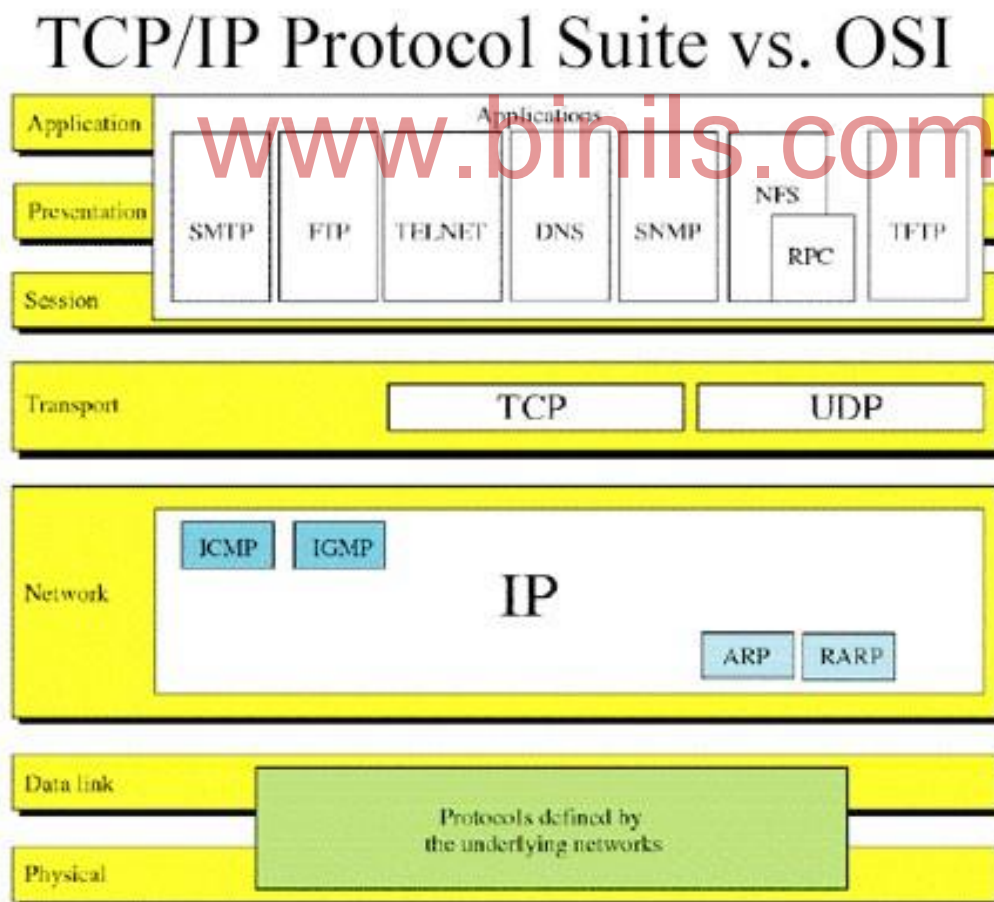 TCP/IP Protocol Suite vs. OSI
Application
Applications
www.binils.com
Presentation
SMTP
FTP
TELNET
DNS
SNMP
NFS
RPC
TFTP
Session
Transport
TCP
UDP
Network
ICMP
IGMP
IP
ARP
RARP
Data link
Protocols defined by
the underlying networks
Physical